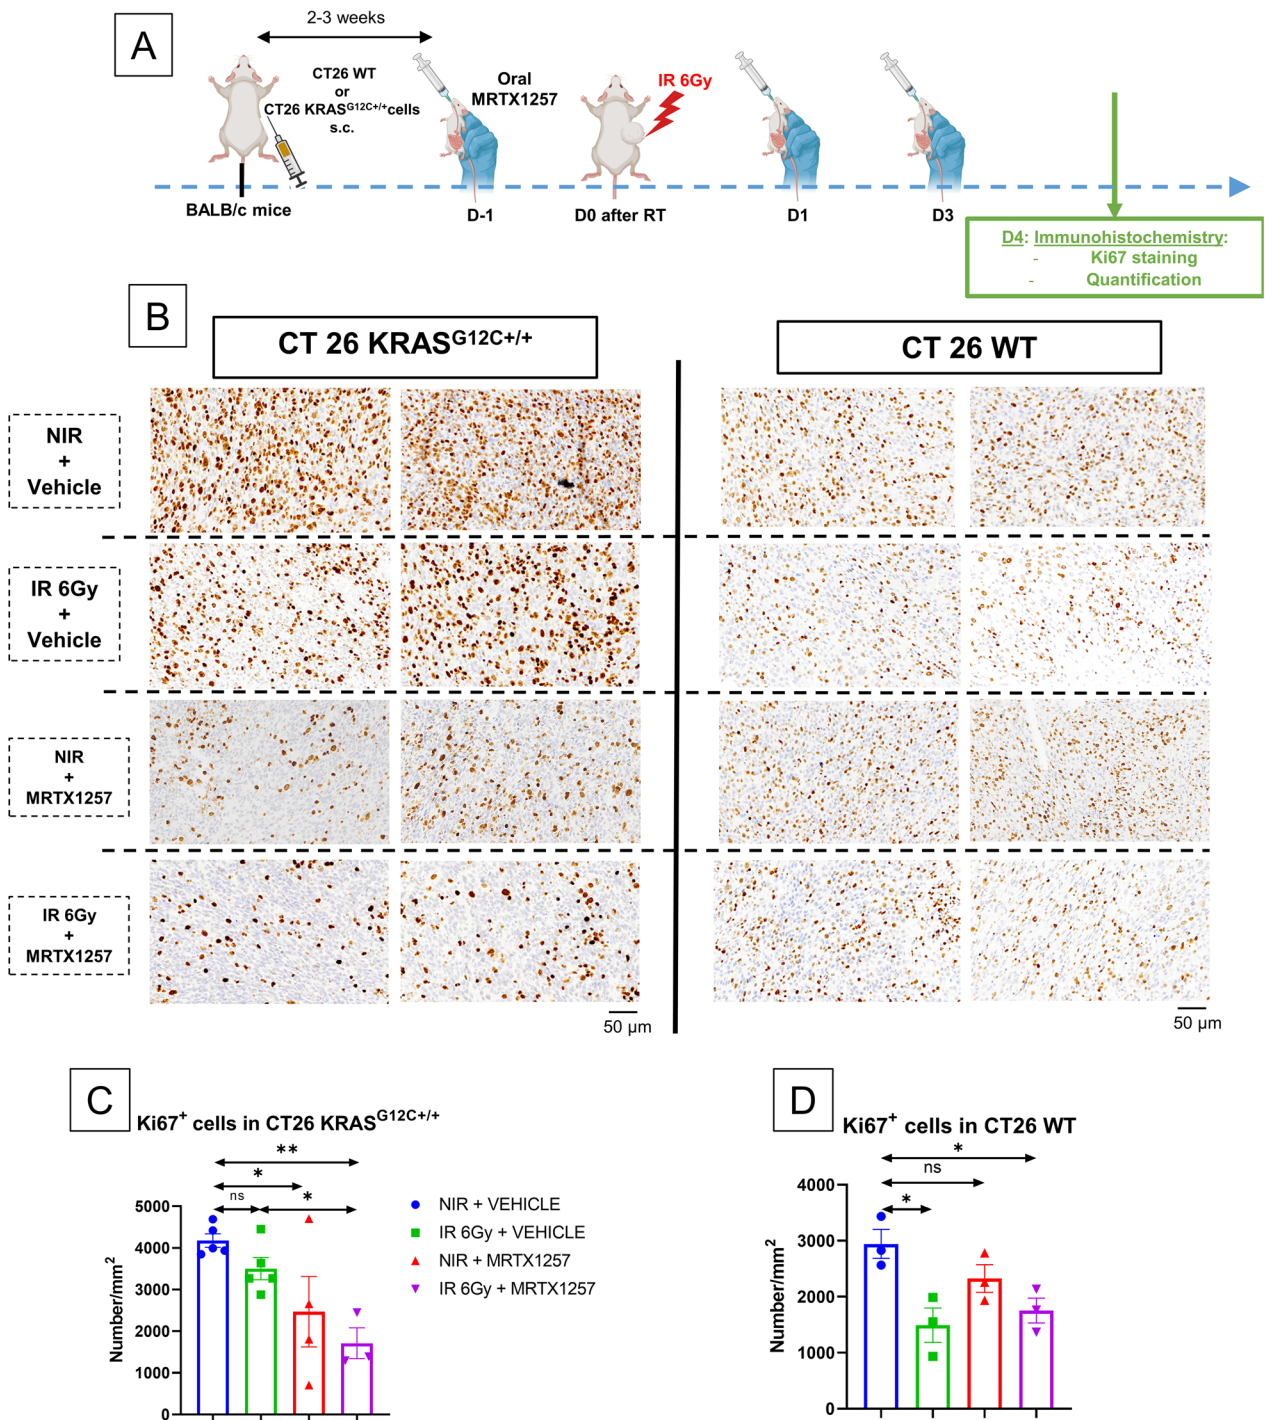 A
2-3 weeks
CT26 WT
or
CT26 KRASG12C+/+cells
s.c.
Oral
MRTX1257
IR 6Gy
BALB/c mice
D-1
D0 after RT
D1
D3
D4: Immunohistochemistry:
- Ki67 staining
- Quantification
B
CT 26 KRASG12C+/+
CT 26 WT
NIR
+
Vehicle
IR 6Gy
+
Vehicle
NIR
+
MRTX1257
IR 6Gy
+
MRTX1257
50 µm
50 µm
C
Ki67+ cells in CT26 KRASG12C+/+
**
*
ns
*
Number/mm2
5000
4000
3000
2000
1000
0
NIR + VEHICLE
IR 6Gy + VEHICLE
NIR + MRTX1257
IR 6Gy + MRTX1257
D
Ki67+ cells in CT26 WT
*
ns
*
Number/mm2
4000
3000
2000
1000
0